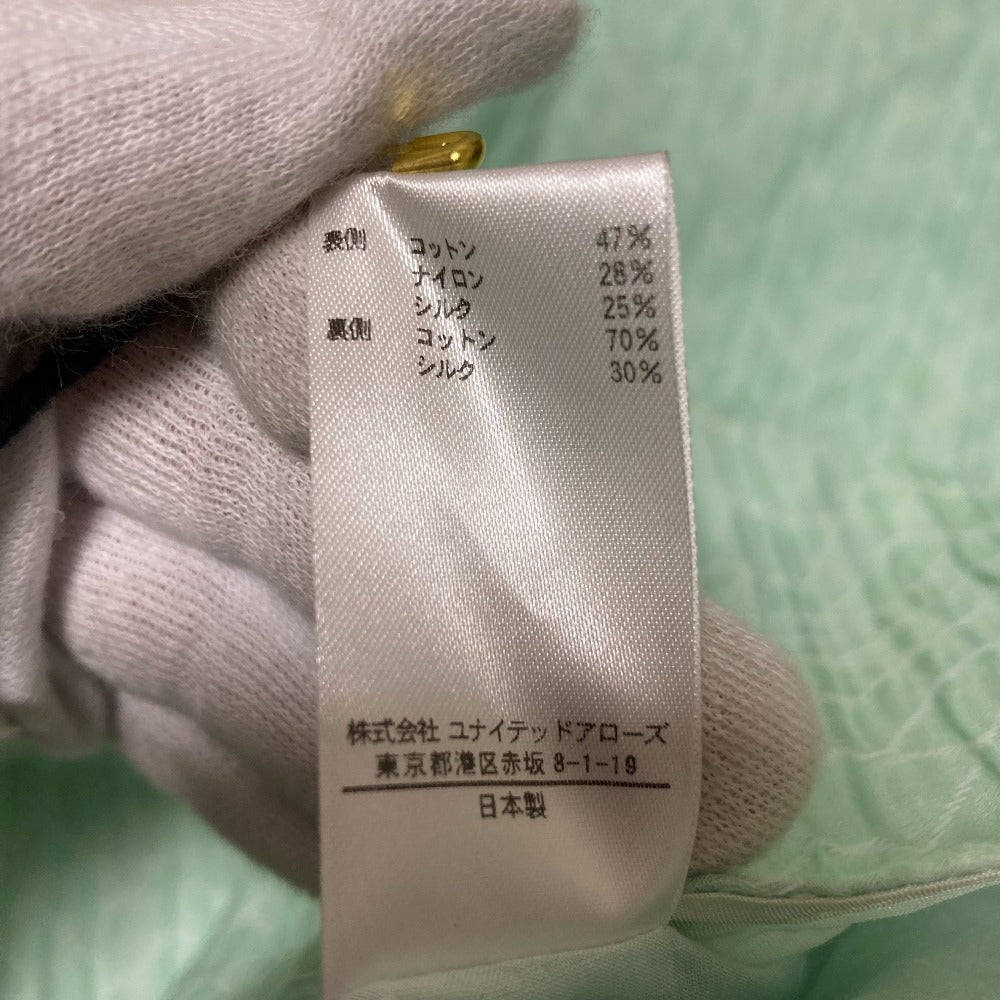 表側 コットン 47%
ナイロン 28%
シルク 25%
裏側 コットン 70%
シルク 30%
株式会社 ユナイテッドアローズ
東京都港区赤坂 8-1-19
日本製